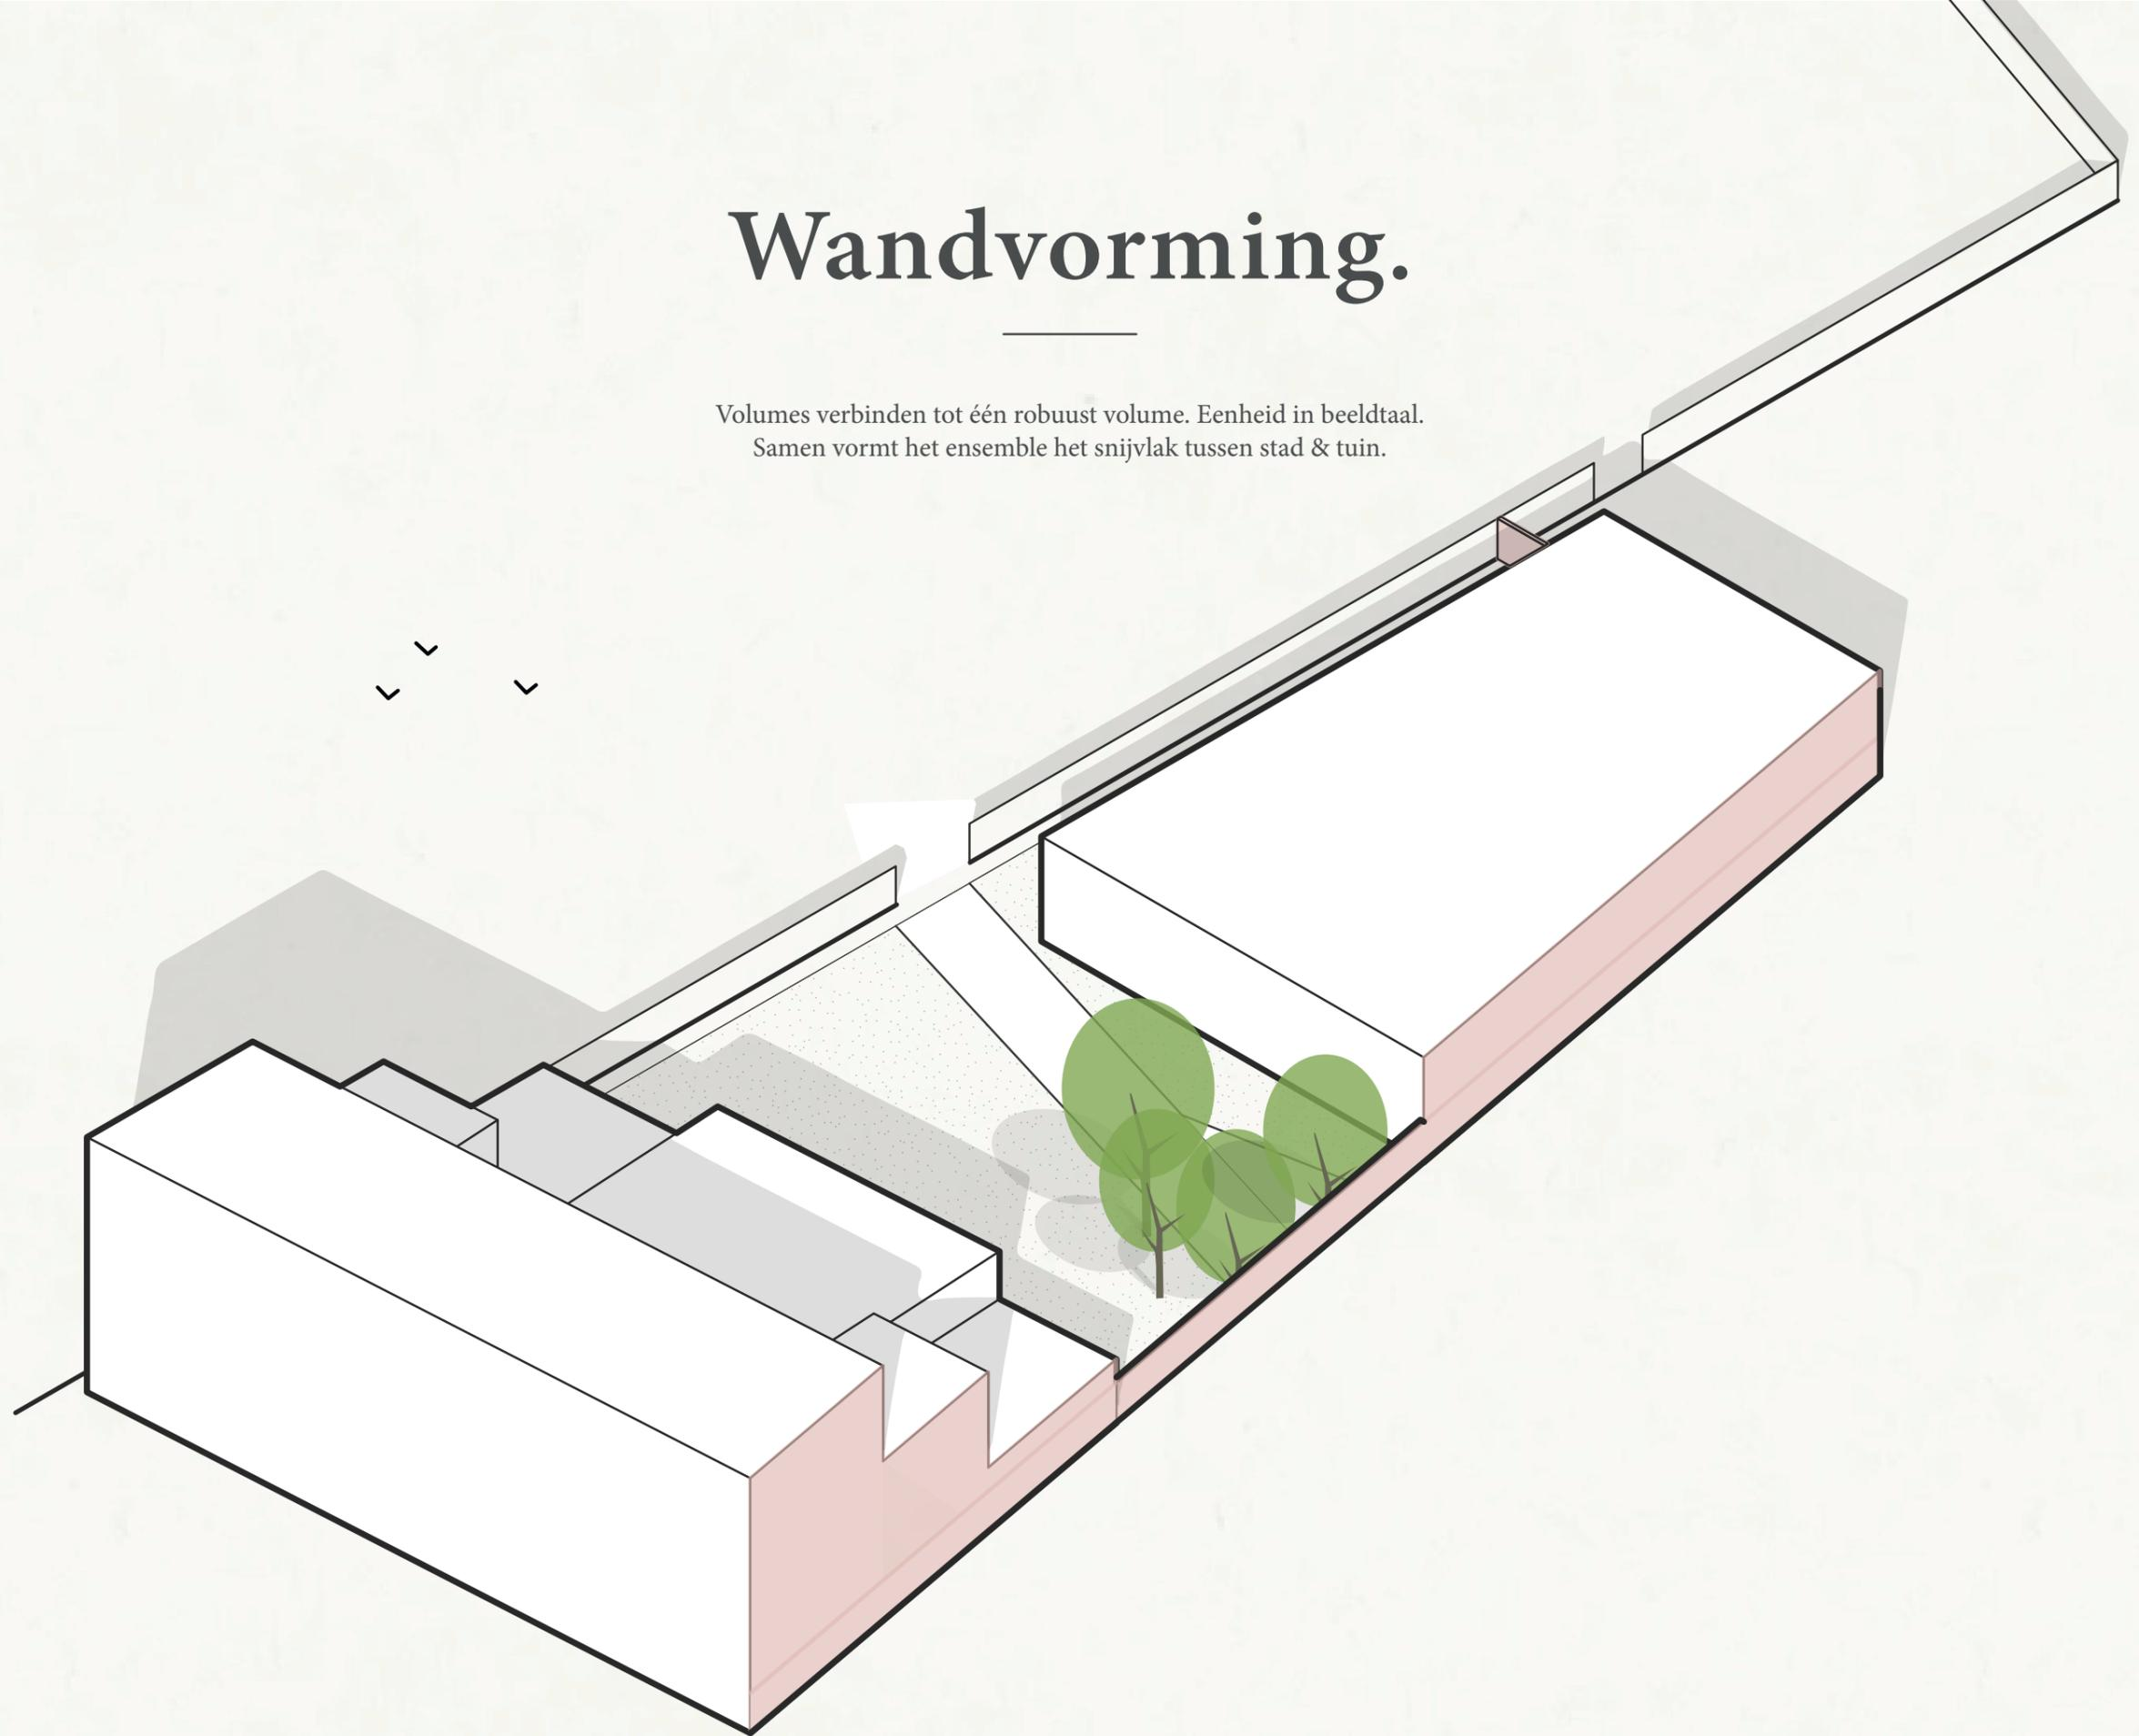 Wandvorming.
Volumes verbinden tot één robuust volume. Eenheid in beeldtaal.
Samen vormt het ensemble het snijvlak tussen stad & tuin.